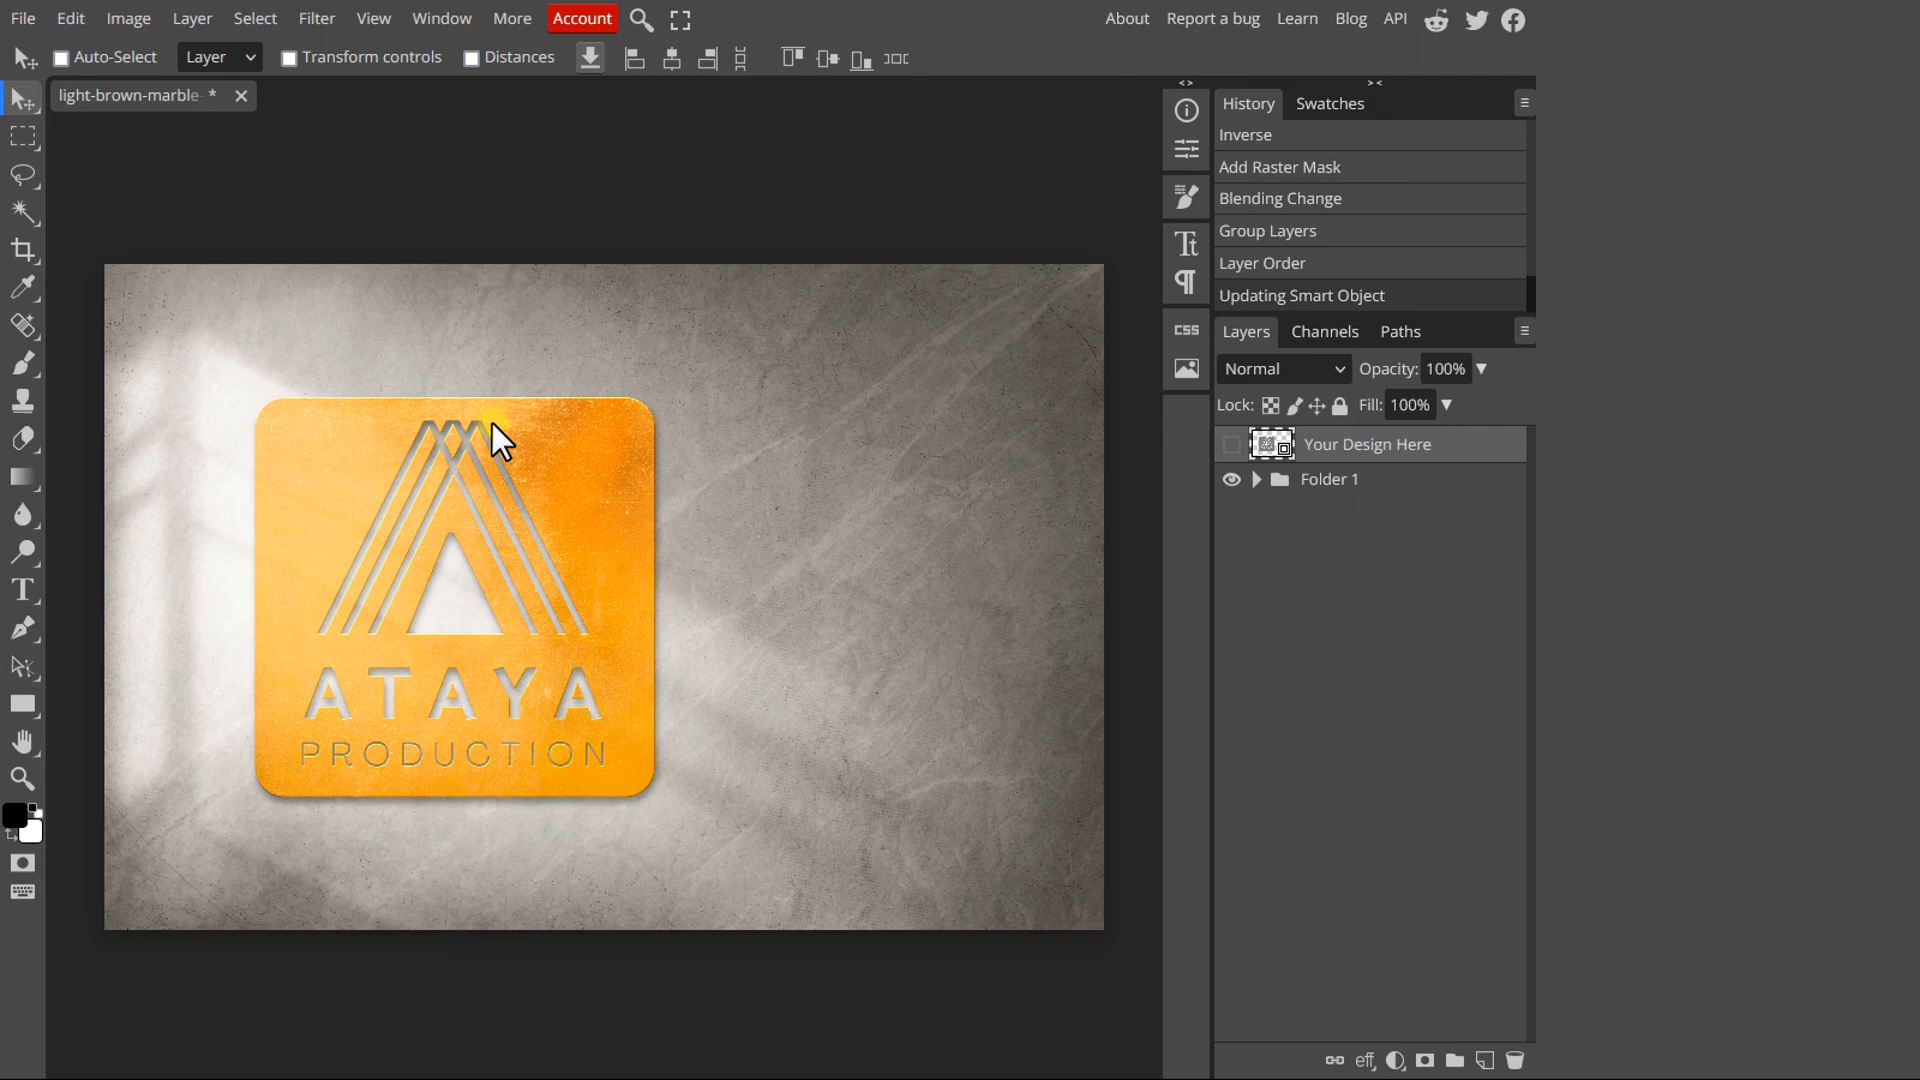 File Edit Image Layer Select Filter View Window More Account About Report a bug Learn Blog API
Auto-Select Layer Transform controls Distances
light-brown-marble- *
History Swatches
Inverse
Add Raster Mask
Blending Change
Group Layers
Layer Order
Updating Smart Object
Layers Channels Paths
Normal Opacity: 100%
Lock: Fill: 100%
Your Design Here
Folder 1
CSS
ATAYA
PRODUCTION
eff